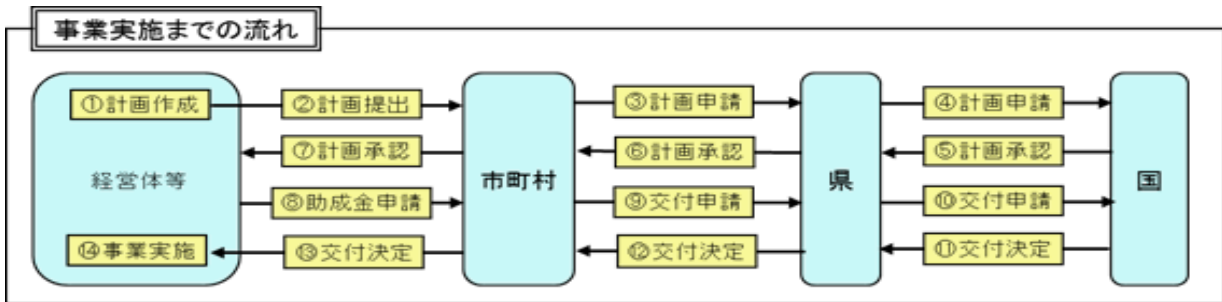 事業実施までの流れ
①計画作成
②計画提出
③計画申請
④計画申請
⑦計画承認
⑥計画承認
⑤計画承認
経営体等
市町村
県
国
⑧助成金申請
⑨交付申請
⑩交付申請
⑭事業実施
⑬交付決定
⑫交付決定
⑪交付決定